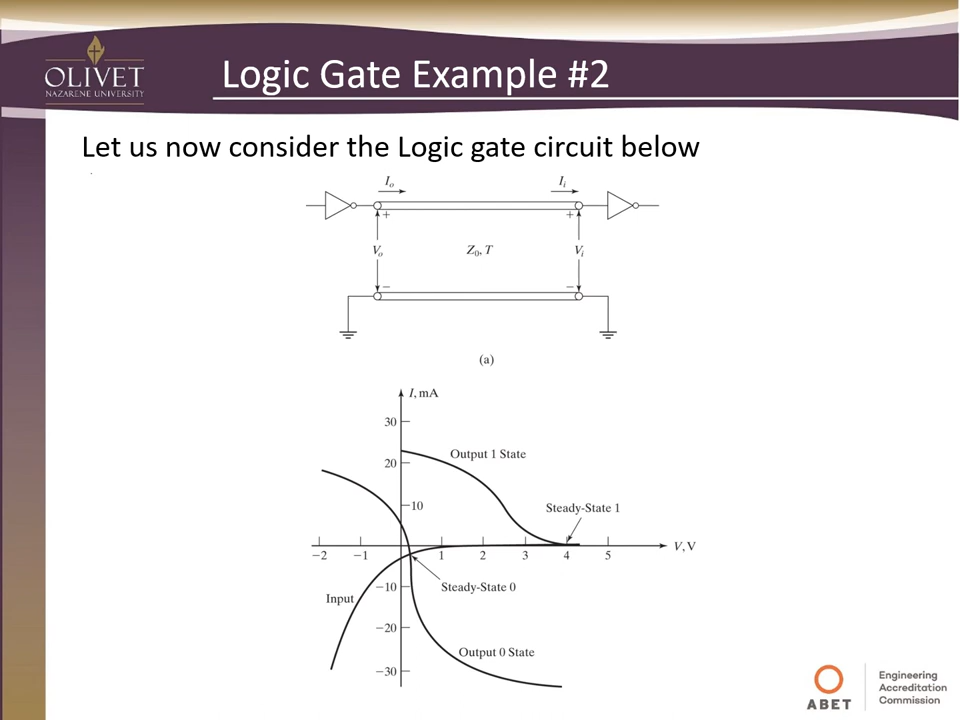 OLIVET
NAZARENE UNIVERSITY
Logic Gate Example #2
Let us now consider the Logic gate circuit below
Io Ii
+ +
Vo Z0, T Vi
− −
(a)
I, mA
30
Output 1 State
20
10
Steady-State 1
V, V
−2 −1 1 2 3 4 5
−10
Steady-State 0
Input
−20
Output 0 State
−30
ABET
Engineering
Accreditation
Commission